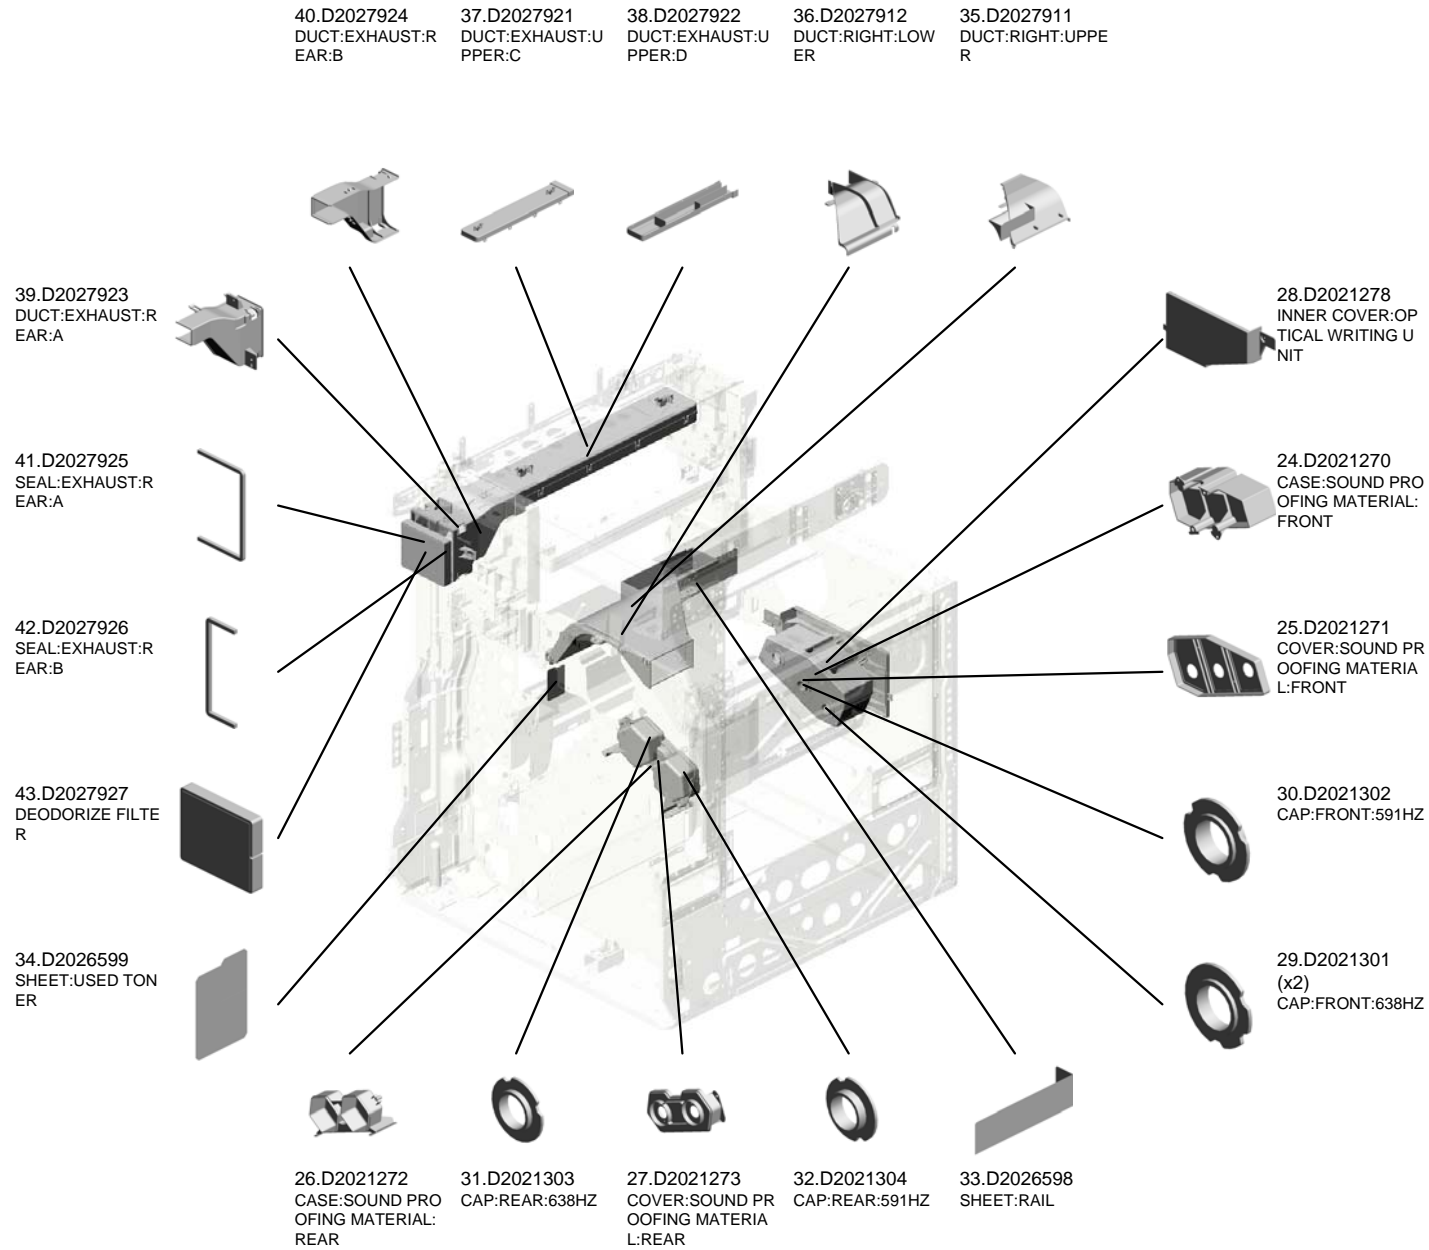 40.D2027924
DUCT:EXHAUST:R
EAR:B
37.D2027921
DUCT:EXHAUST:U
PPER:C
38.D2027922
DUCT:EXHAUST:U
PPER:D
36.D2027912
DUCT:RIGHT:LOW
ER
35.D2027911
DUCT:RIGHT:UPPE
R
39.D2027923
DUCT:EXHAUST:R
EAR:A
28.D2021278
INNER COVER:OP
TICAL WRITING U
NIT
41.D2027925
SEAL:EXHAUST:R
EAR:A
24.D2021270
CASE:SOUND PRO
OFING MATERIAL:
FRONT
42.D2027926
SEAL:EXHAUST:R
EAR:B
25.D2021271
COVER:SOUND PR
OOFING MATERIA
L:FRONT
43.D2027927
DEODORIZE FILTE
R
30.D2021302
CAP:FRONT:591HZ
34.D2026599
SHEET:USED TON
ER
29.D2021301
(x2)
CAP:FRONT:638HZ
26.D2021272
CASE:SOUND PRO
OFING MATERIAL:
REAR
31.D2021303
CAP:REAR:638HZ
27.D2021273
COVER:SOUND PR
OOFING MATERIA
L:REAR
32.D2021304
CAP:REAR:591HZ
33.D2026598
SHEET:RAIL